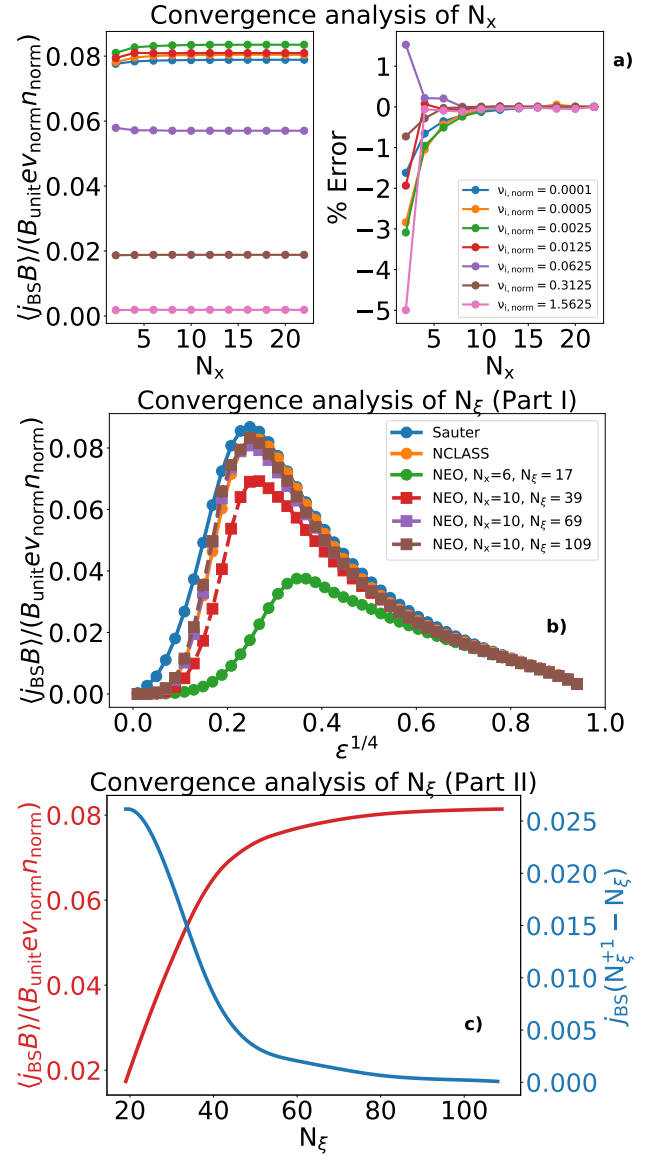 Convergence analysis of N_x
⟨j_BS B⟩/(B_unit ev_norm n_norm)
0.08
0.06
0.04
0.02
0.00
5 10 15 20
N_x
a)
% Error
1
0
−1
−2
−3
−4
−5
ν_i,norm = 0.0001
ν_i,norm = 0.0005
ν_i,norm = 0.0025
ν_i,norm = 0.0125
ν_i,norm = 0.0625
ν_i,norm = 0.3125
ν_i,norm = 1.5625
5 10 15 20
N_x
Convergence analysis of N_ξ (Part I)
⟨j_BS B⟩/(B_unit ev_norm n_norm)
0.08
0.06
0.04
0.02
0.00
Sauter
NCLASS
NEO, N_x=6, N_ξ = 17
NEO, N_x=10, N_ξ = 39
NEO, N_x=10, N_ξ = 69
NEO, N_x=10, N_ξ = 109
b)
0.0 0.2 0.4 0.6 0.8 1.0
ε^1/4
Convergence analysis of N_ξ (Part II)
⟨j_BS B⟩/(B_unit ev_norm n_norm)
0.08
0.06
0.04
0.02
c)
0.025
0.020
0.015
0.010
0.005
0.000
j_BS(N_ξ^+1 − N_ξ)
20 40 60 80 100
N_ξ